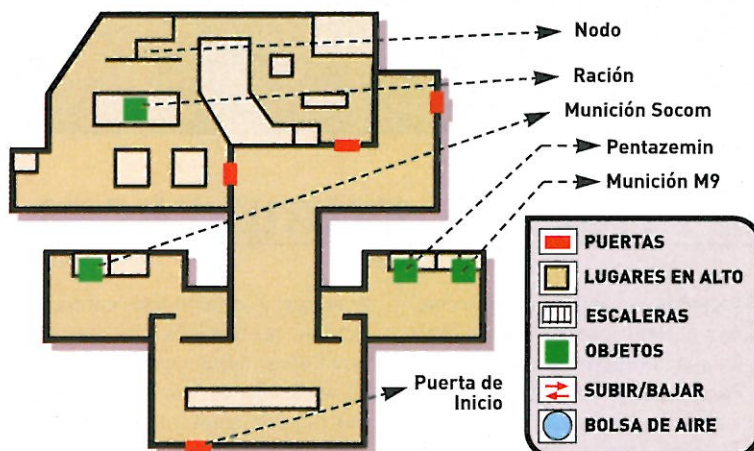 Nodo
Ración
Munición Socom
Pentazemin
Munición M9
Puerta de
Inicio
PUERTAS
LUGARES EN ALTO
ESCALERAS
OBJETOS
SUBIR/BAJAR
BOLSA DE AIRE